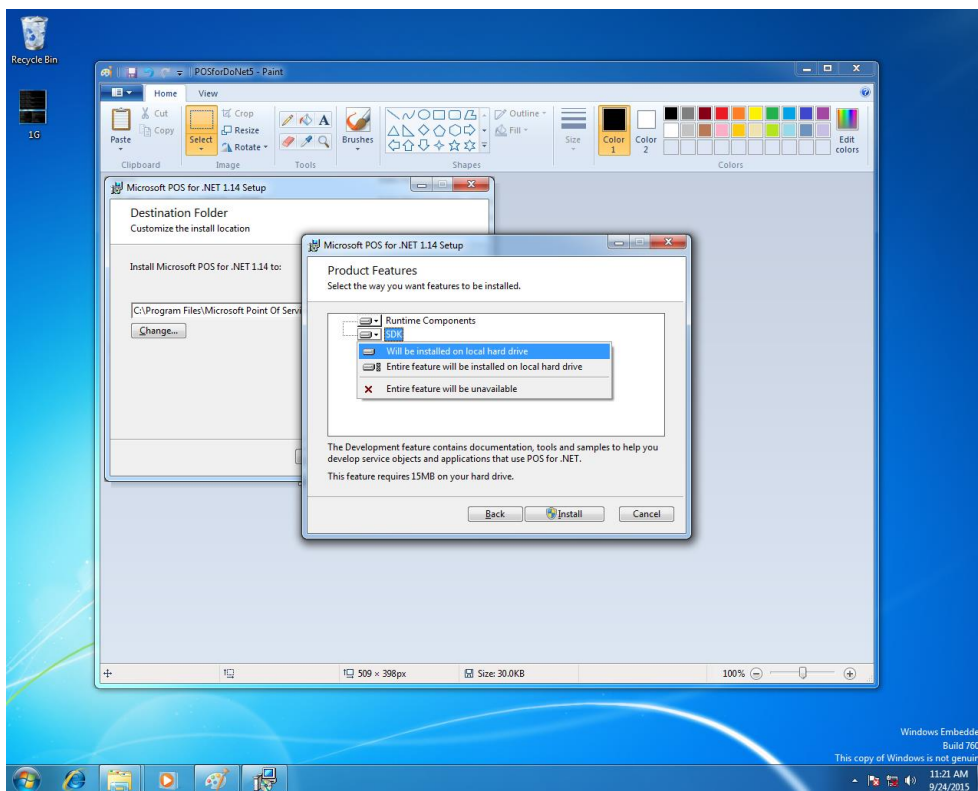 Recycle Bin
1G
POSforDoNet5 - Paint
Home
View
Paste
Cut
Copy
Clipboard
Select
Crop
Resize
Rotate
Image
A
Tools
Brushes
Outline
Fill
Shapes
Size
Color
1
Color
2
Edit
colors
Colors
Microsoft POS for .NET 1.14 Setup
Destination Folder
Customize the install location
Install Microsoft POS for .NET 1.14 to:
C:\Program Files\Microsoft Point Of Servi
Change...
Microsoft POS for .NET 1.14 Setup
Product Features
Select the way you want features to be installed.
Runtime Components
SDK
Will be installed on local hard drive
Entire feature will be installed on local hard drive
Entire feature will be unavailable
The Development feature contains documentation, tools and samples to help you
develop service objects and applications that use POS for .NET.
This feature requires 15MB on your hard drive.
Back
Install
Cancel
509 × 398px
Size: 30.0KB
100%
Windows Embedde
Build 760
This copy of Windows is not genuin
11:21 AM
9/24/2015